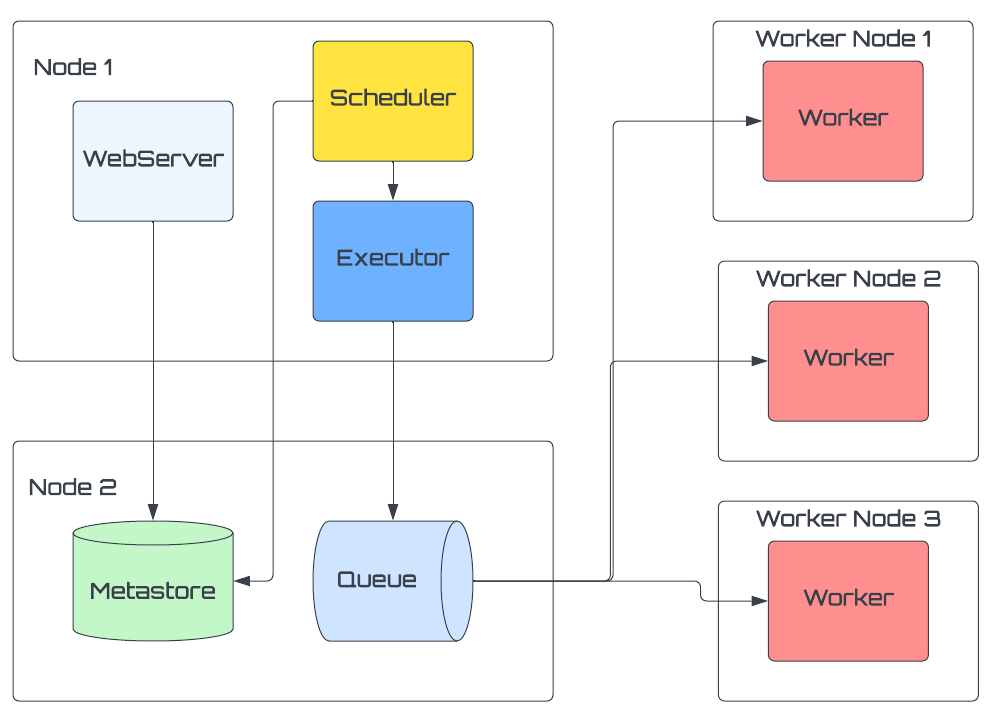 Node 1
WebServer
Scheduler
Executor
Node 2
Metastore
Queue
Worker Node 1
Worker
Worker Node 2
Worker
Worker Node 3
Worker